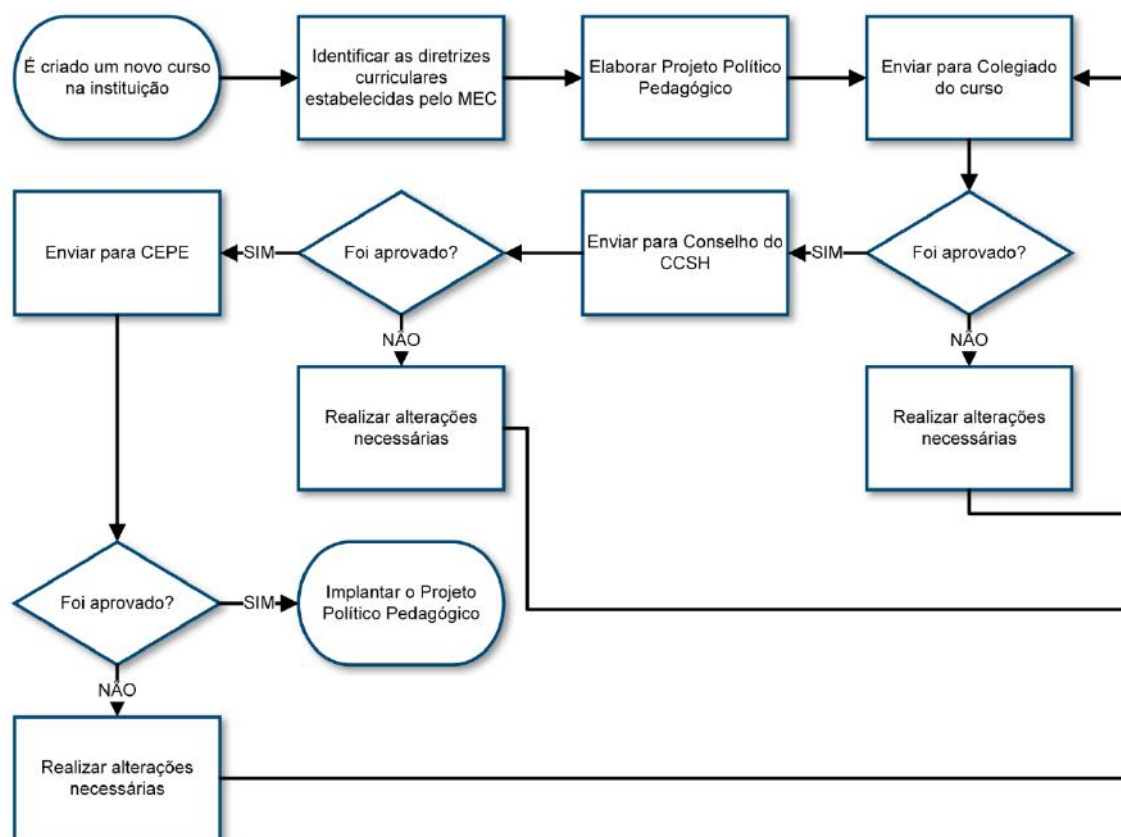 É criado um novo curso
na instituição
Identificar as diretrizes
curriculares
estabelecidas pelo MEC
Elaborar Projeto Político
Pedagógico
Enviar para Colegiado
do curso
Enviar para CEPE
SIM
Foi aprovado?
Enviar para Conselho do
CCSH
SIM
Foi aprovado?
NÃO
NÃO
Realizar alterações
necessárias
Realizar alterações
necessárias
Foi aprovado?
SIM
Implantar o Projeto
Político Pedagógico
NÃO
Realizar alterações
necessárias